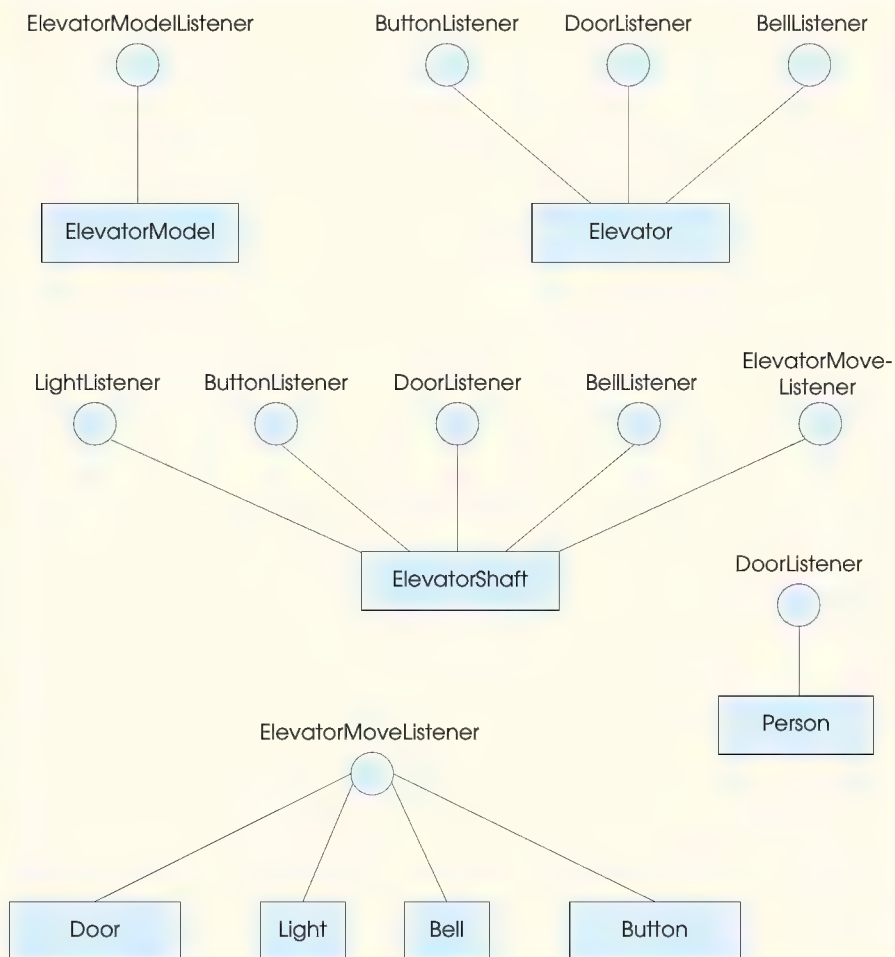 ElevatorModelListener
ButtonListener
DoorListener
BellListener
ElevatorModel
Elevator
LightListener
ButtonListener
DoorListener
BellListener
ElevatorMove-
Listener
ElevatorShaft
DoorListener
Person
ElevatorMoveListener
Door
Light
Bell
Button